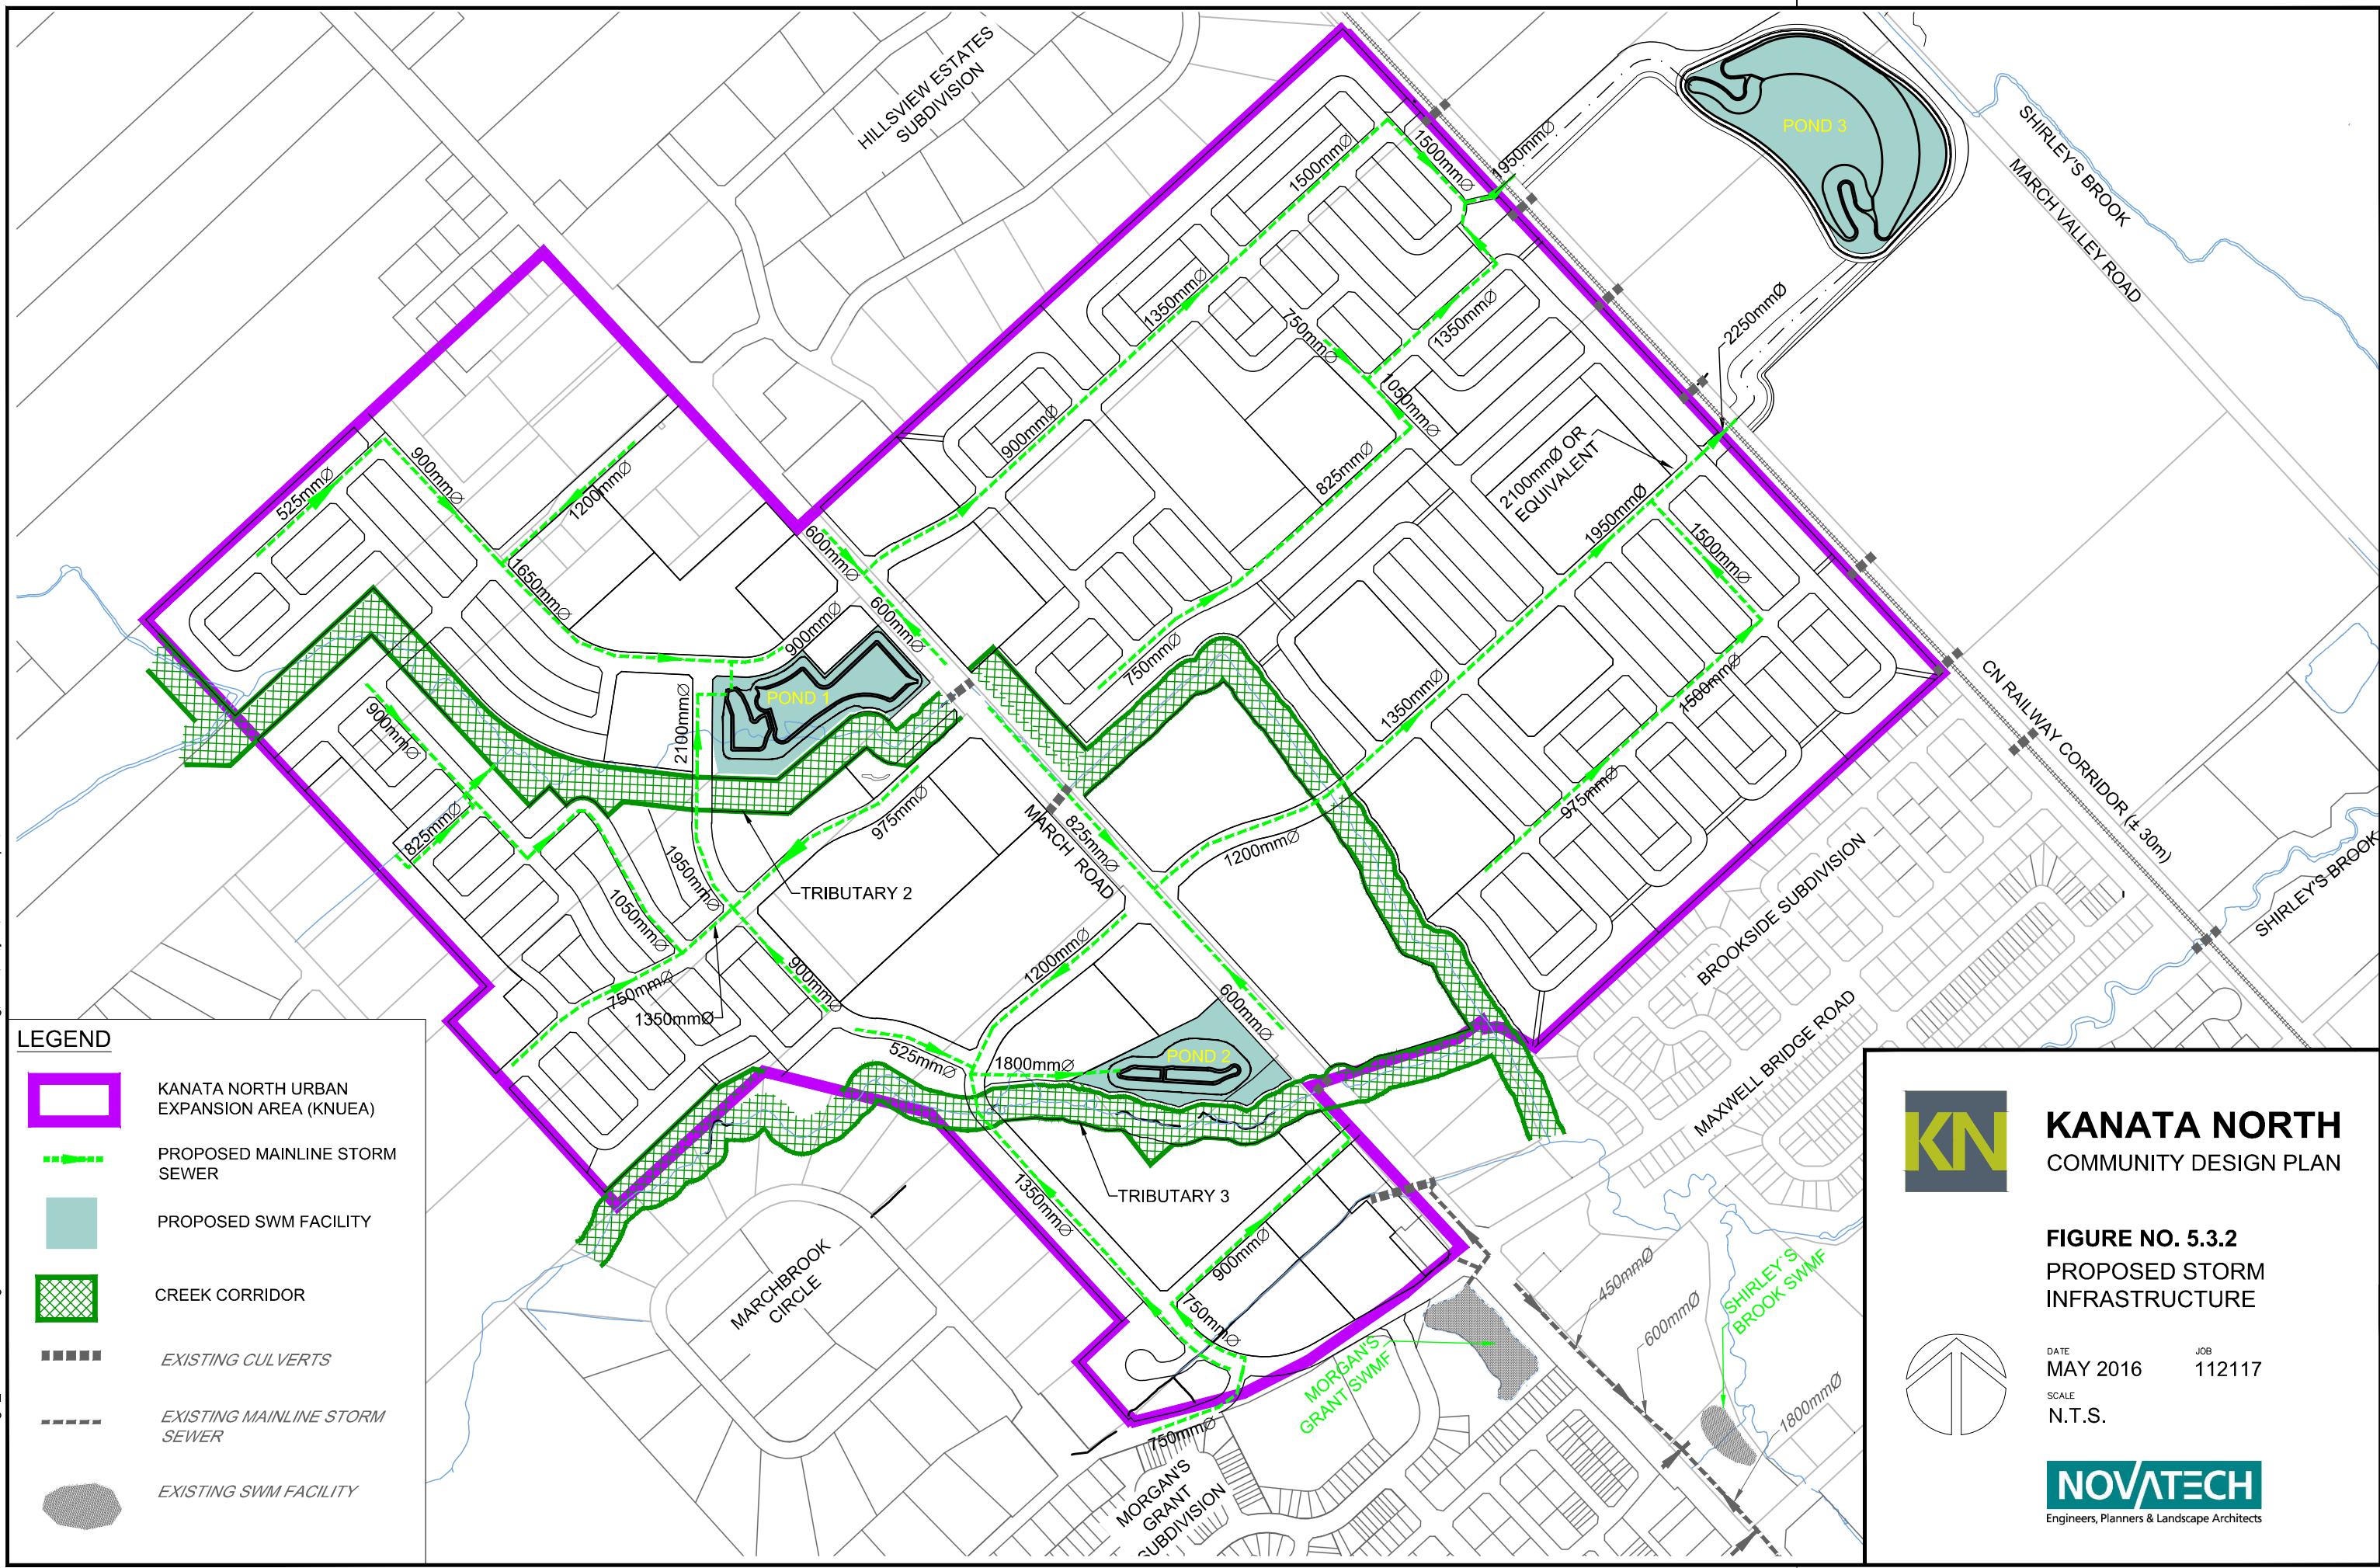 HILLSVIEW ESTATES
SUBDIVISION
POND 3
SHIRLEY'S BROOK
MARCH VALLEY ROAD
1500mmØ
1500mmØ
1950mmØ
1350mmØ
750mmØ
1350mmØ
2250mmØ
1050mmØ
900mmØ
825mmØ
2100mmØ OR
EQUIVALENT
525mmØ
900mmØ
1200mmØ
1950mmØ
1500mmØ
600mmØ
1650mmØ
600mmØ
900mmØ
750mmØ
POND 1
1350mmØ
1500mmØ
CN RAILWAY CORRIDOR (± 30m)
900mmØ
2100mmØ
975mmØ
975mmØ
825mmØ
MARCH ROAD
825mmØ
1200mmØ
1950mmØ
TRIBUTARY 2
1050mmØ
BROOKSIDE SUBDIVISION
SHIRLEY'S BROOK
900mmØ
1200mmØ
750mmØ
1350mmØ
600mmØ
MAXWELL BRIDGE ROAD
525mmØ
1800mmØ
POND 2
TRIBUTARY 3
1350mmØ
900mmØ
750mmØ
MARCHBROOK
CIRCLE
450mmØ
600mmØ
SHIRLEY'S
BROOK SWMF
MORGAN'S
GRANT SWMF
1800mmØ
750mmØ
MORGAN'S
GRANT
SUBDIVISION
LEGEND
KANATA NORTH URBAN
EXPANSION AREA (KNUEA)
PROPOSED MAINLINE STORM
SEWER
PROPOSED SWM FACILITY
CREEK CORRIDOR
EXISTING CULVERTS
EXISTING MAINLINE STORM
SEWER
EXISTING SWM FACILITY
KN
KANATA NORTH
COMMUNITY DESIGN PLAN
FIGURE NO. 5.3.2
PROPOSED STORM
INFRASTRUCTURE
DATE
MAY 2016
JOB
112117
SCALE
N.T.S.
NOVATECH
Engineers, Planners & Landscape Architects